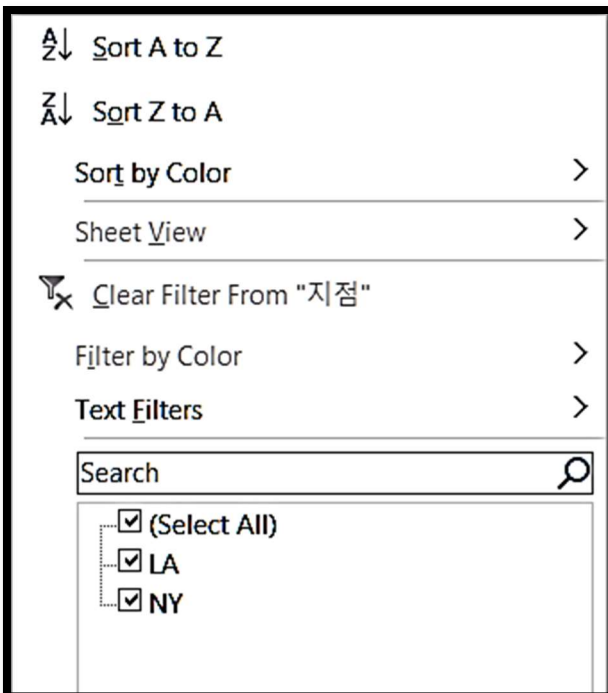 Sort A to Z
Sort Z to A
Sort by Color
Sheet View
Clear Filter From "지점"
Filter by Color
Text Filters
Search
(Select All)
LA
NY